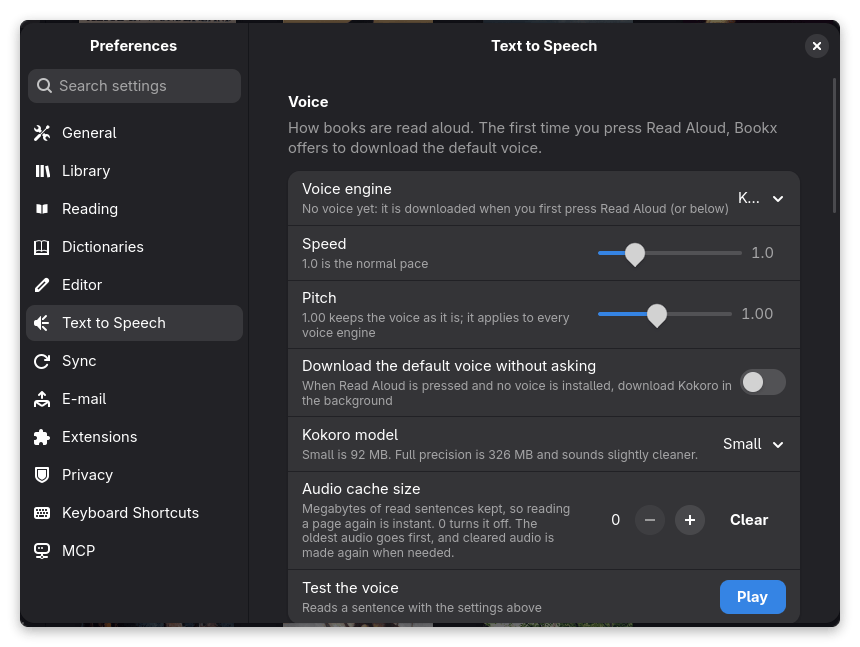 Preferences
Search settings
General
Library
Reading
Dictionaries
Editor
Text to Speech
Sync
E-mail
Extensions
Privacy
Keyboard Shortcuts
MCP
Text to Speech
Voice
How books are read aloud. The first time you press Read Aloud, Bookx
offers to download the default voice.
Voice engine
No voice yet: it is downloaded when you first press Read Aloud (or below)
K...
Speed
1.0 is the normal pace
1.0
Pitch
1.00 keeps the voice as it is; it applies to every
voice engine
1.00
Download the default voice without asking
When Read Aloud is pressed and no voice is installed, download Kokoro in
the background
Kokoro model
Small is 92 MB. Full precision is 326 MB and sounds slightly cleaner.
Small
Audio cache size
Megabytes of read sentences kept, so reading
a page again is instant. 0 turns it off. The
oldest audio goes first, and cleared audio is
made again when needed.
0
Clear
Test the voice
Reads a sentence with the settings above
Play